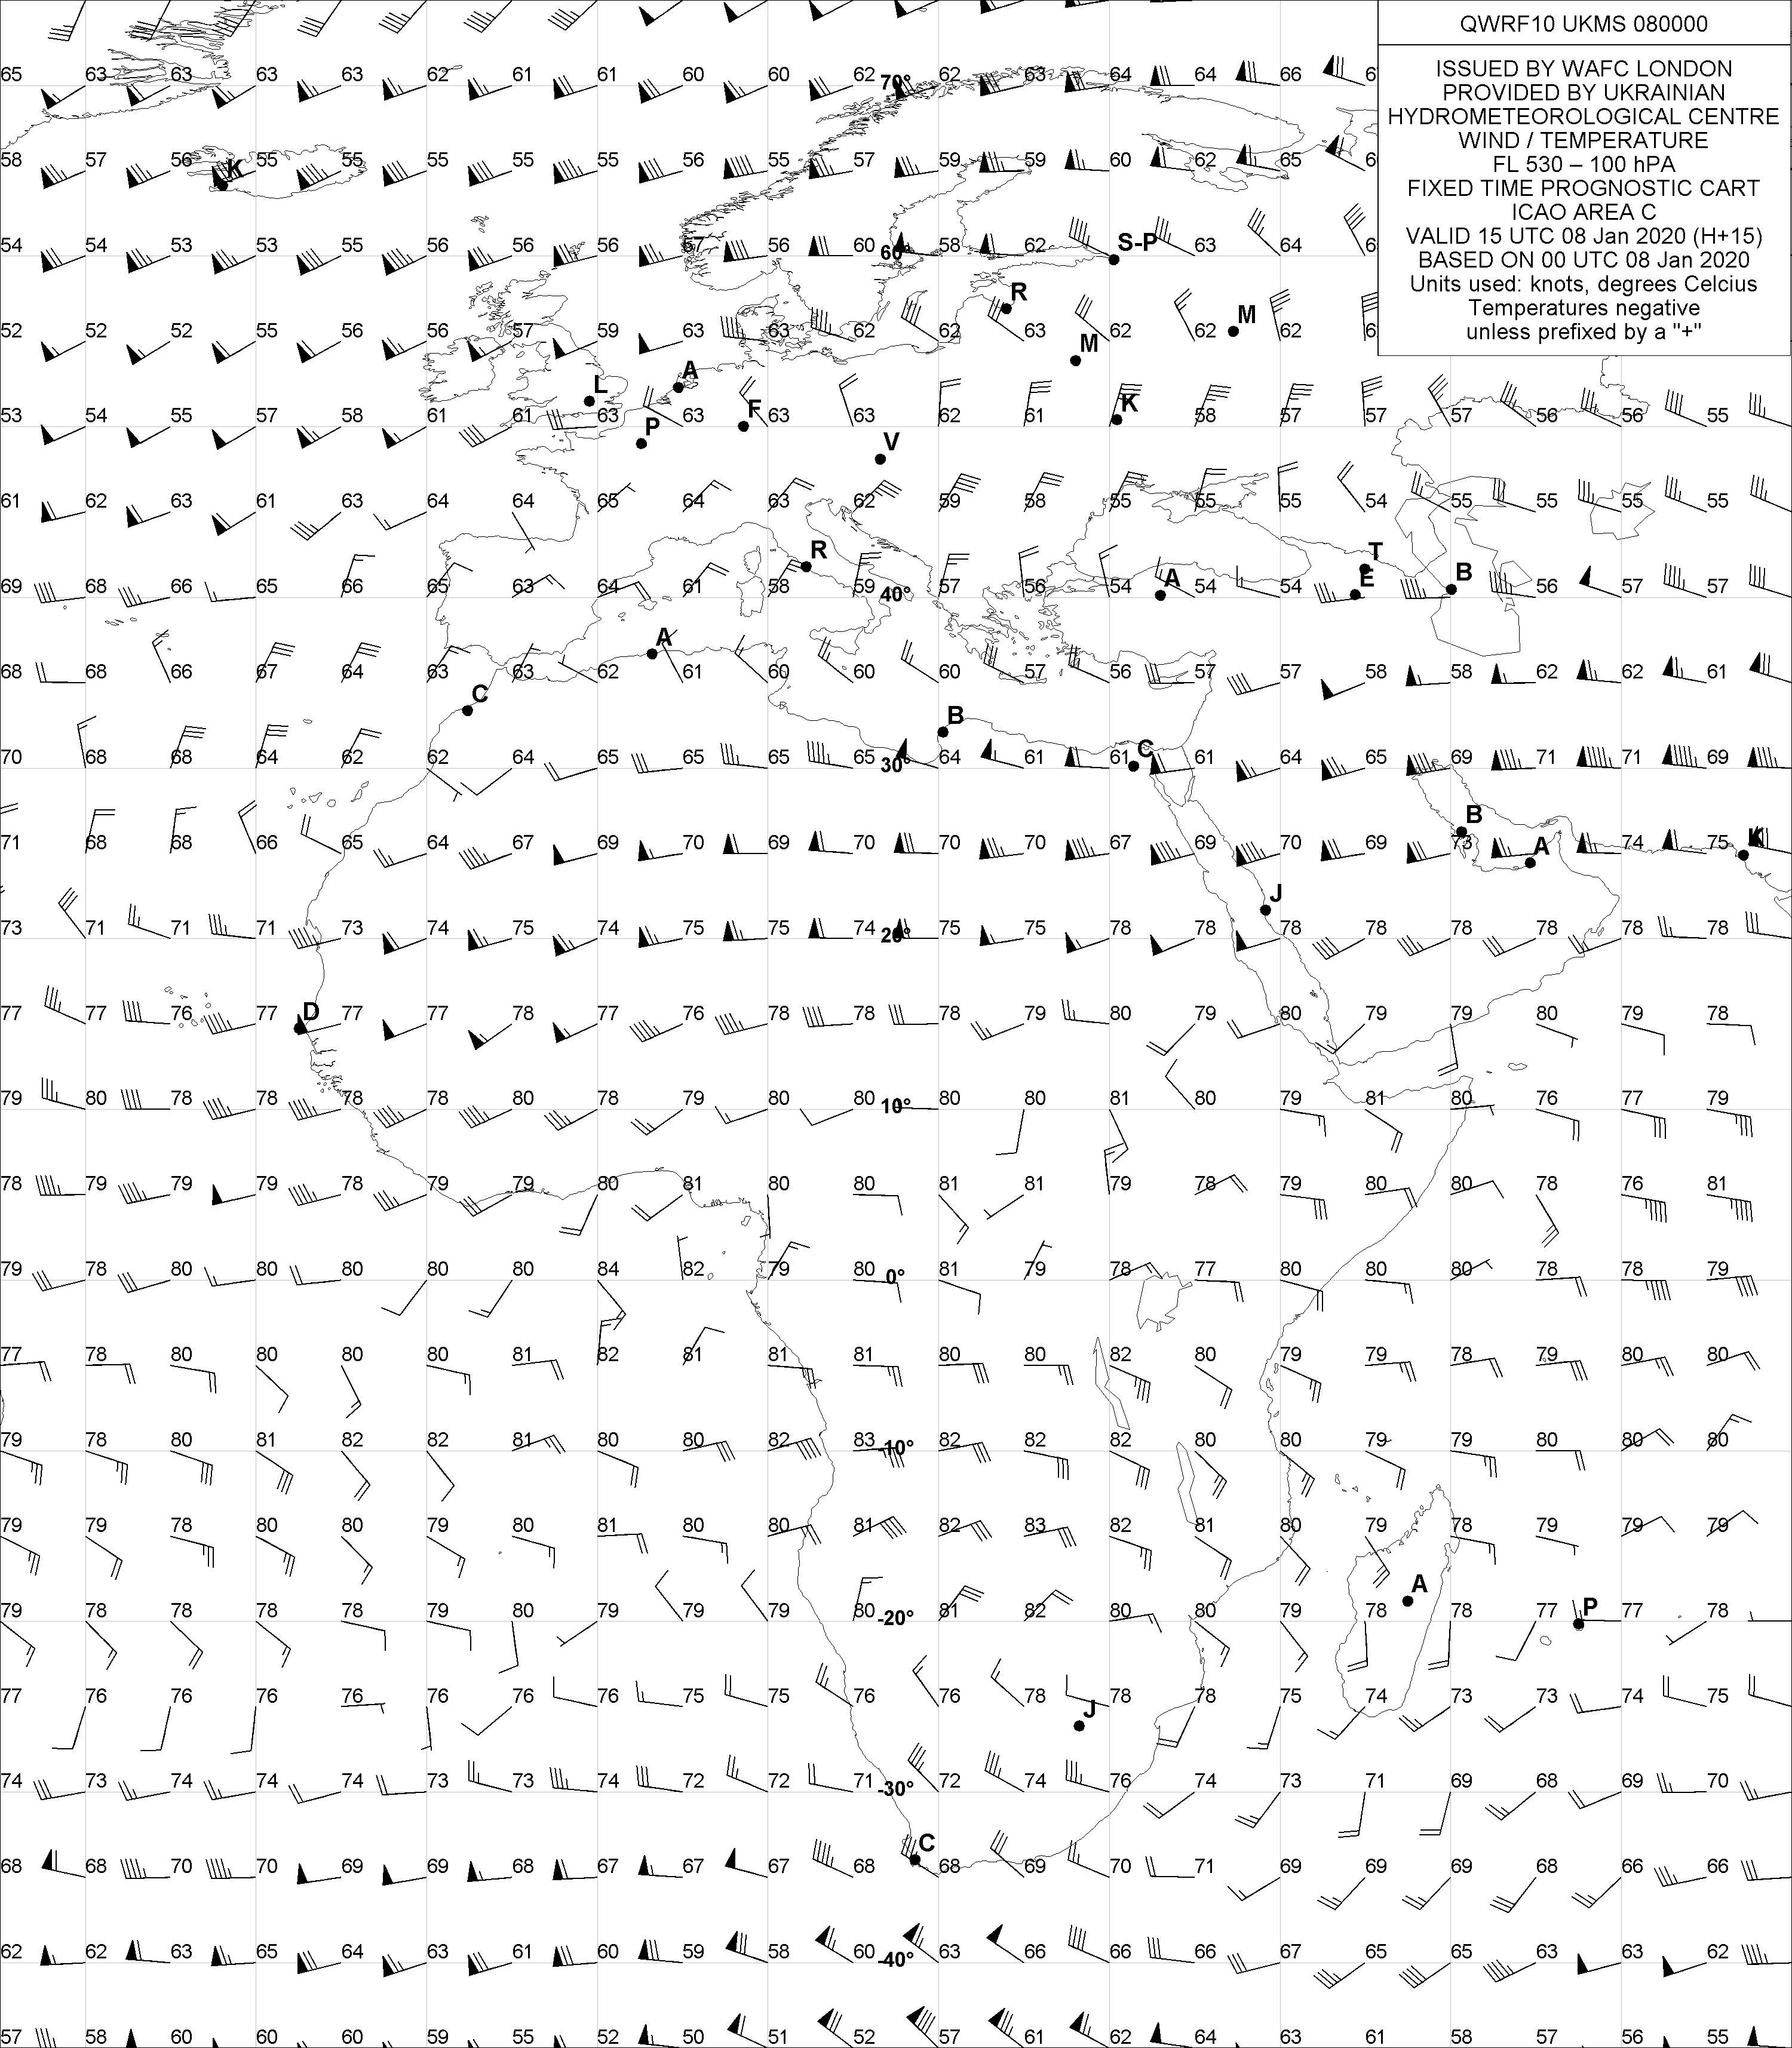 QWRF10 UKMS 080000
ISSUED BY WAFC LONDON
PROVIDED BY UKRAINIAN
HYDROMETEOROLOGICAL CENTRE
WIND / TEMPERATURE
FL 530 – 100 hPA
FIXED TIME PROGNOSTIC CART
ICAO AREA C
VALID 15 UTC 08 Jan 2020 (H+15)
BASED ON 00 UTC 08 Jan 2020
Units used: knots, degrees Celcius
Temperatures negative
unless prefixed by a "+"
65 63 63 63 63 62 61 61 60 60 62 70° 62 63 64 64 66 6
58 57 56 K 55 55 55 55 55 56 55 57 59 59 60 62 65 6
54 54 53 53 55 56 56 56 57 56 60 60° 58 62 S-P 63 64 6
R
52 52 52 55 56 56 57 59 63 63 62 62 63 62 62 M 62 6
M
L A
53 54 55 57 58 61 61 63 P 63 F 63 63 62 61 K 58 57 57 57 56 56 55
V
61 62 63 61 63 64 64 65 64 63 62 59 58 55 55 55 54 55 55 55 55
R T
69 68 66 65 66 65 63 64 61 58 59 40° 57 56 54 A 54 54 E B 56 57 57
A
68 68 66 67 64 63 63 62 61 60 60 60 57 56 57 57 58 58 62 62 61
C
B
70 68 68 64 62 62 64 65 65 65 65 30° 64 61 61 C 61 64 65 69 71 71 69
B
71 68 68 66 65 64 67 69 70 69 70 70 70 67 69 70 69 73 A 74 75 K
J
73 71 71 71 73 74 75 74 75 75 74 20° 75 75 78 78 78 78 78 78 78 78
D
77 77 76 77 77 77 78 77 76 78 78 78 79 80 79 80 79 79 80 79 78
79 80 78 78 78 78 80 78 79 80 80 10° 80 80 81 80 79 81 80 76 77 79
78 79 79 79 78 79 79 80 81 80 80 81 81 79 78 79 80 80 78 76 81
79 78 80 80 80 80 80 84 82 79 80 0° 81 79 78 77 80 80 80 78 78 79
77 78 80 80 80 80 81 82 81 81 81 80 80 82 80 79 79 78 79 80 80
79 78 80 81 82 82 81 80 80 82 83 -10° 82 82 82 80 80 79 79 80 80 80
79 79 78 80 80 79 80 81 80 80 81 82 83 82 81 80 79 78 79 79 79
A
79 78 78 78 78 79 80 79 79 79 80 -20° 81 82 80 80 79 78 78 77 P 77 78
77 76 76 76 76 76 76 76 75 75 76 76 78 78 78 75 74 73 73 74 75
J
74 73 74 74 74 73 73 74 72 72 71 -30° 72 74 76 74 73 71 69 68 69 70
C
68 68 70 70 69 69 68 67 67 67 68 68 69 70 71 69 69 69 68 66 66
62 62 63 65 64 63 61 60 59 58 60 -40° 63 66 66 66 67 65 65 63 63 62
57 58 60 60 60 59 55 52 50 51 52 57 61 62 64 63 61 58 57 56 55